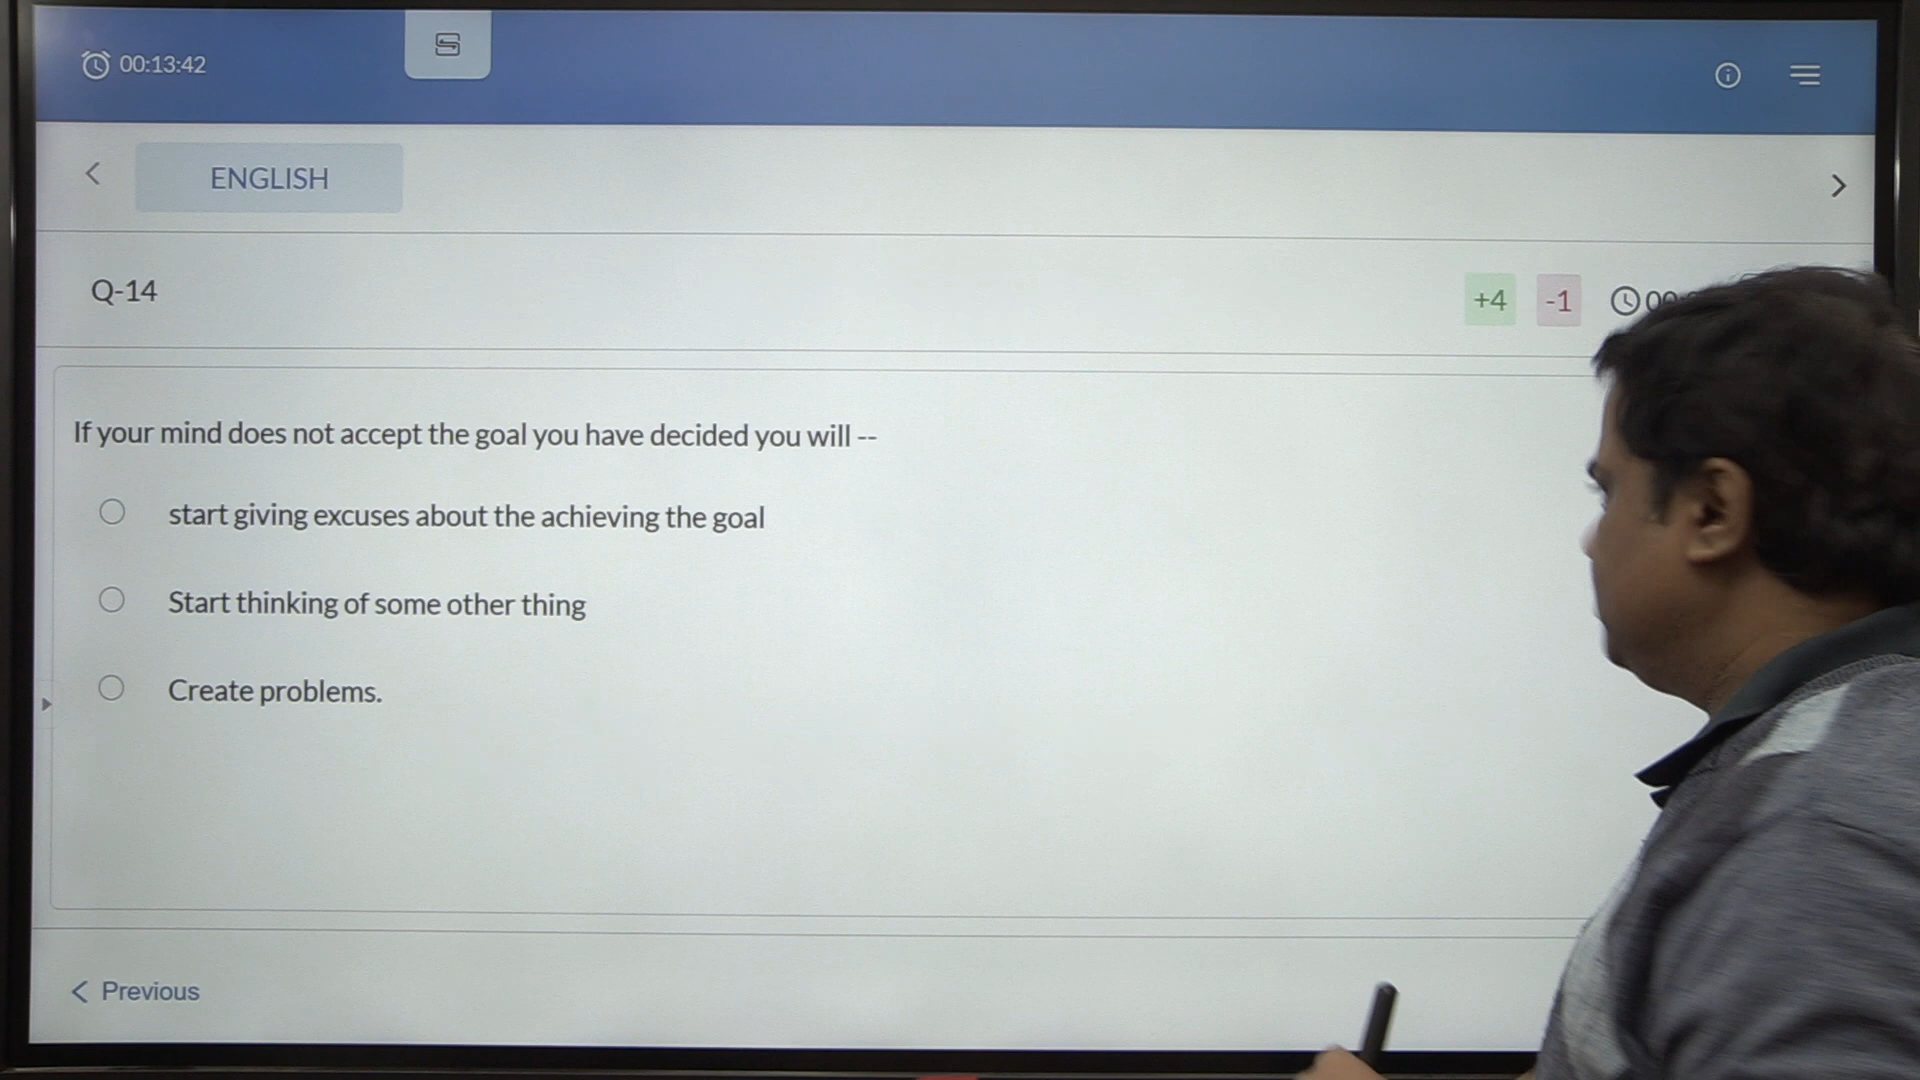 00:13:42
ENGLISH
Q-14
+4 -1
If your mind does not accept the goal you have decided you will --
start giving excuses about the achieving the goal
Start thinking of some other thing
Create problems.
Previous